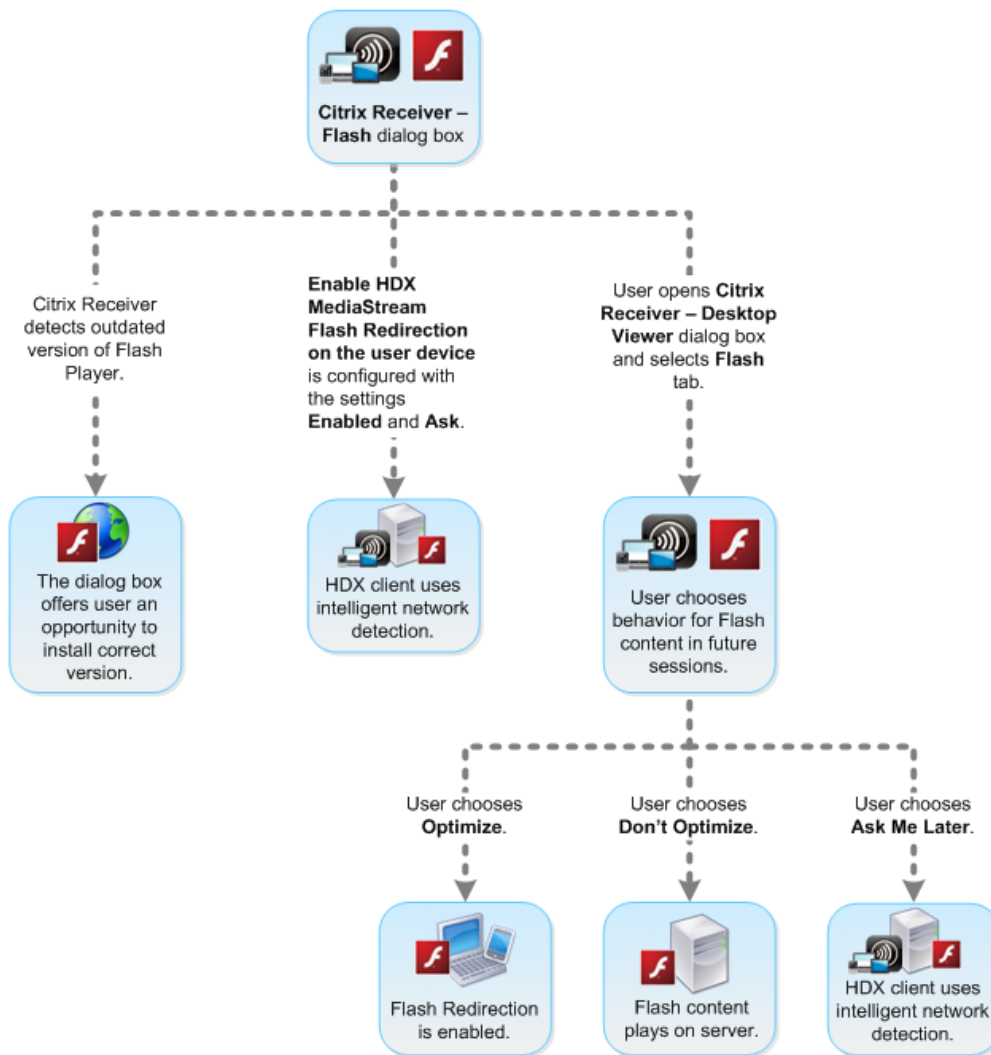 Citrix Receiver –
Flash dialog box
Citrix Receiver
detects outdated
version of Flash
Player.
Enable HDX
MediaStream
Flash Redirection
on the user device
is configured with
the settings
Enabled and Ask.
User opens Citrix
Receiver – Desktop
Viewer dialog box
and selects Flash
tab.
The dialog box
offers user an
opportunity to
install correct
version.
HDX client uses
intelligent network
detection.
User chooses
behavior for Flash
content in future
sessions.
User chooses
Optimize.
User chooses
Don't Optimize.
User chooses
Ask Me Later.
Flash Redirection
is enabled.
Flash content
plays on server.
HDX client uses
intelligent network
detection.